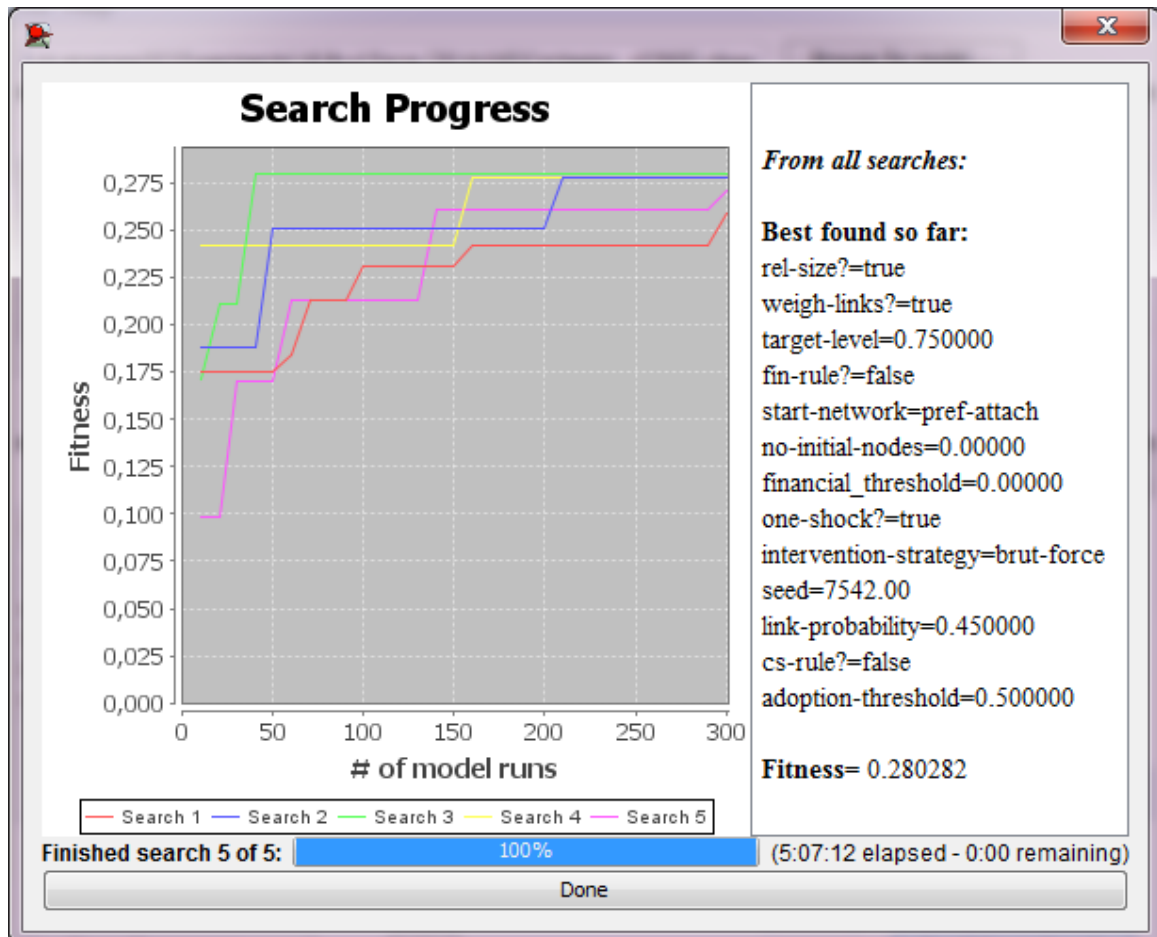 X
Search Progress
0,275
0,250
0,225
0,200
0,175
0,150
0,125
0,100
0,075
0,050
0,025
0,000
Fitness
0 50 100 150 200 250 300
# of model runs
Search 1 Search 2 Search 3 Search 4 Search 5
From all searches:
Best found so far:
rel-size?=true
weigh-links?=true
target-level=0.750000
fin-rule?=false
start-network=pref-attach
no-initial-nodes=0.00000
financial_threshold=0.00000
one-shock?=true
intervention-strategy=brut-force
seed=7542.00
link-probability=0.450000
cs-rule?=false
adoption-threshold=0.500000
Fitness= 0.280282
Finished search 5 of 5: 100% (5:07:12 elapsed - 0:00 remaining)
Done